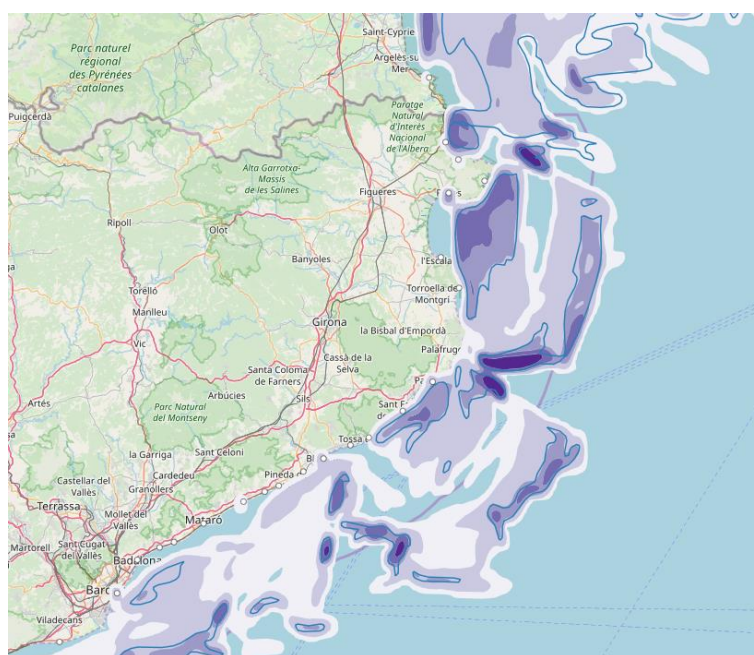 Saint-Cyprie
Parc naturel
régional
des Pyrénées
catalanes
Argelès-su
Mer
Puigcerdà
Paratge
Natural
d'Interès
Nacional
de l'Albera
Alta Garrotxa-
Massís
de les Salines
Figueres
Ripoll
Olot
Banyoles
l'Escala
Torelló
Manlleu
Torroella de
Montgrí
Girona
la Bisbal d'Empordà
Vic
Palafruge
Santa Coloma
de Farners
Cassà de la
Selva
Artés
Arbúcies
Sils
Parc Natural
del Montseny
Sant F
Tossa
la Garriga
Sant Celoni
Castellar del
Vallès
Cardedeu
Granollers
Pineda
Terrassa
Mollet del
Vallès
Mataró
Martorell
Sant Cugat
del Vallès
Badalona
Barc
Viladecans